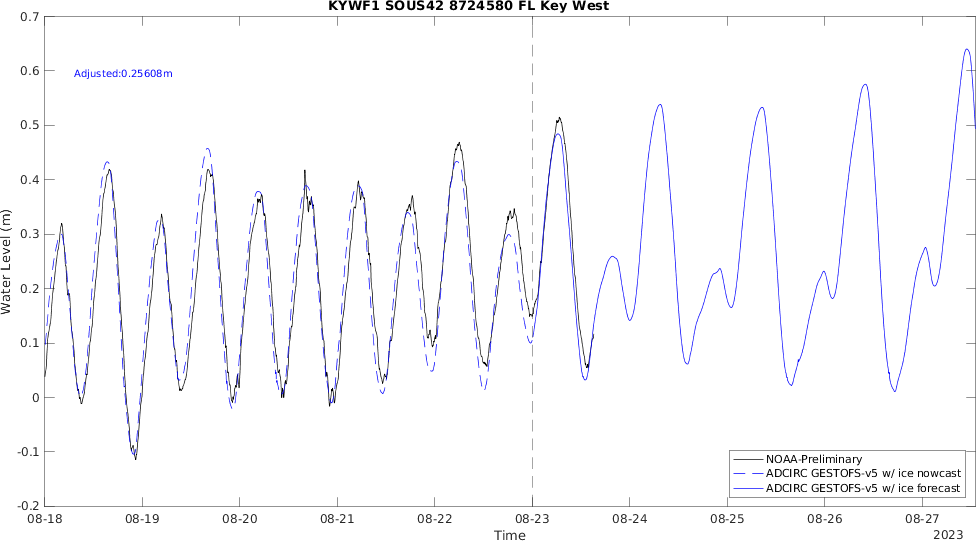 KYWF1 SOUS42 8724580 FL Key West
0.7
0.6
0.5
0.4
0.3
0.2
0.1
0
-0.1
-0.2
Water Level (m)
Adjusted:0.25608m
NOAA-Preliminary
ADCIRC GESTOFS-v5 w/ ice nowcast
ADCIRC GESTOFS-v5 w/ ice forecast
08-18 08-19 08-20 08-21 08-22 08-23 08-24 08-25 08-26 08-27
Time
2023